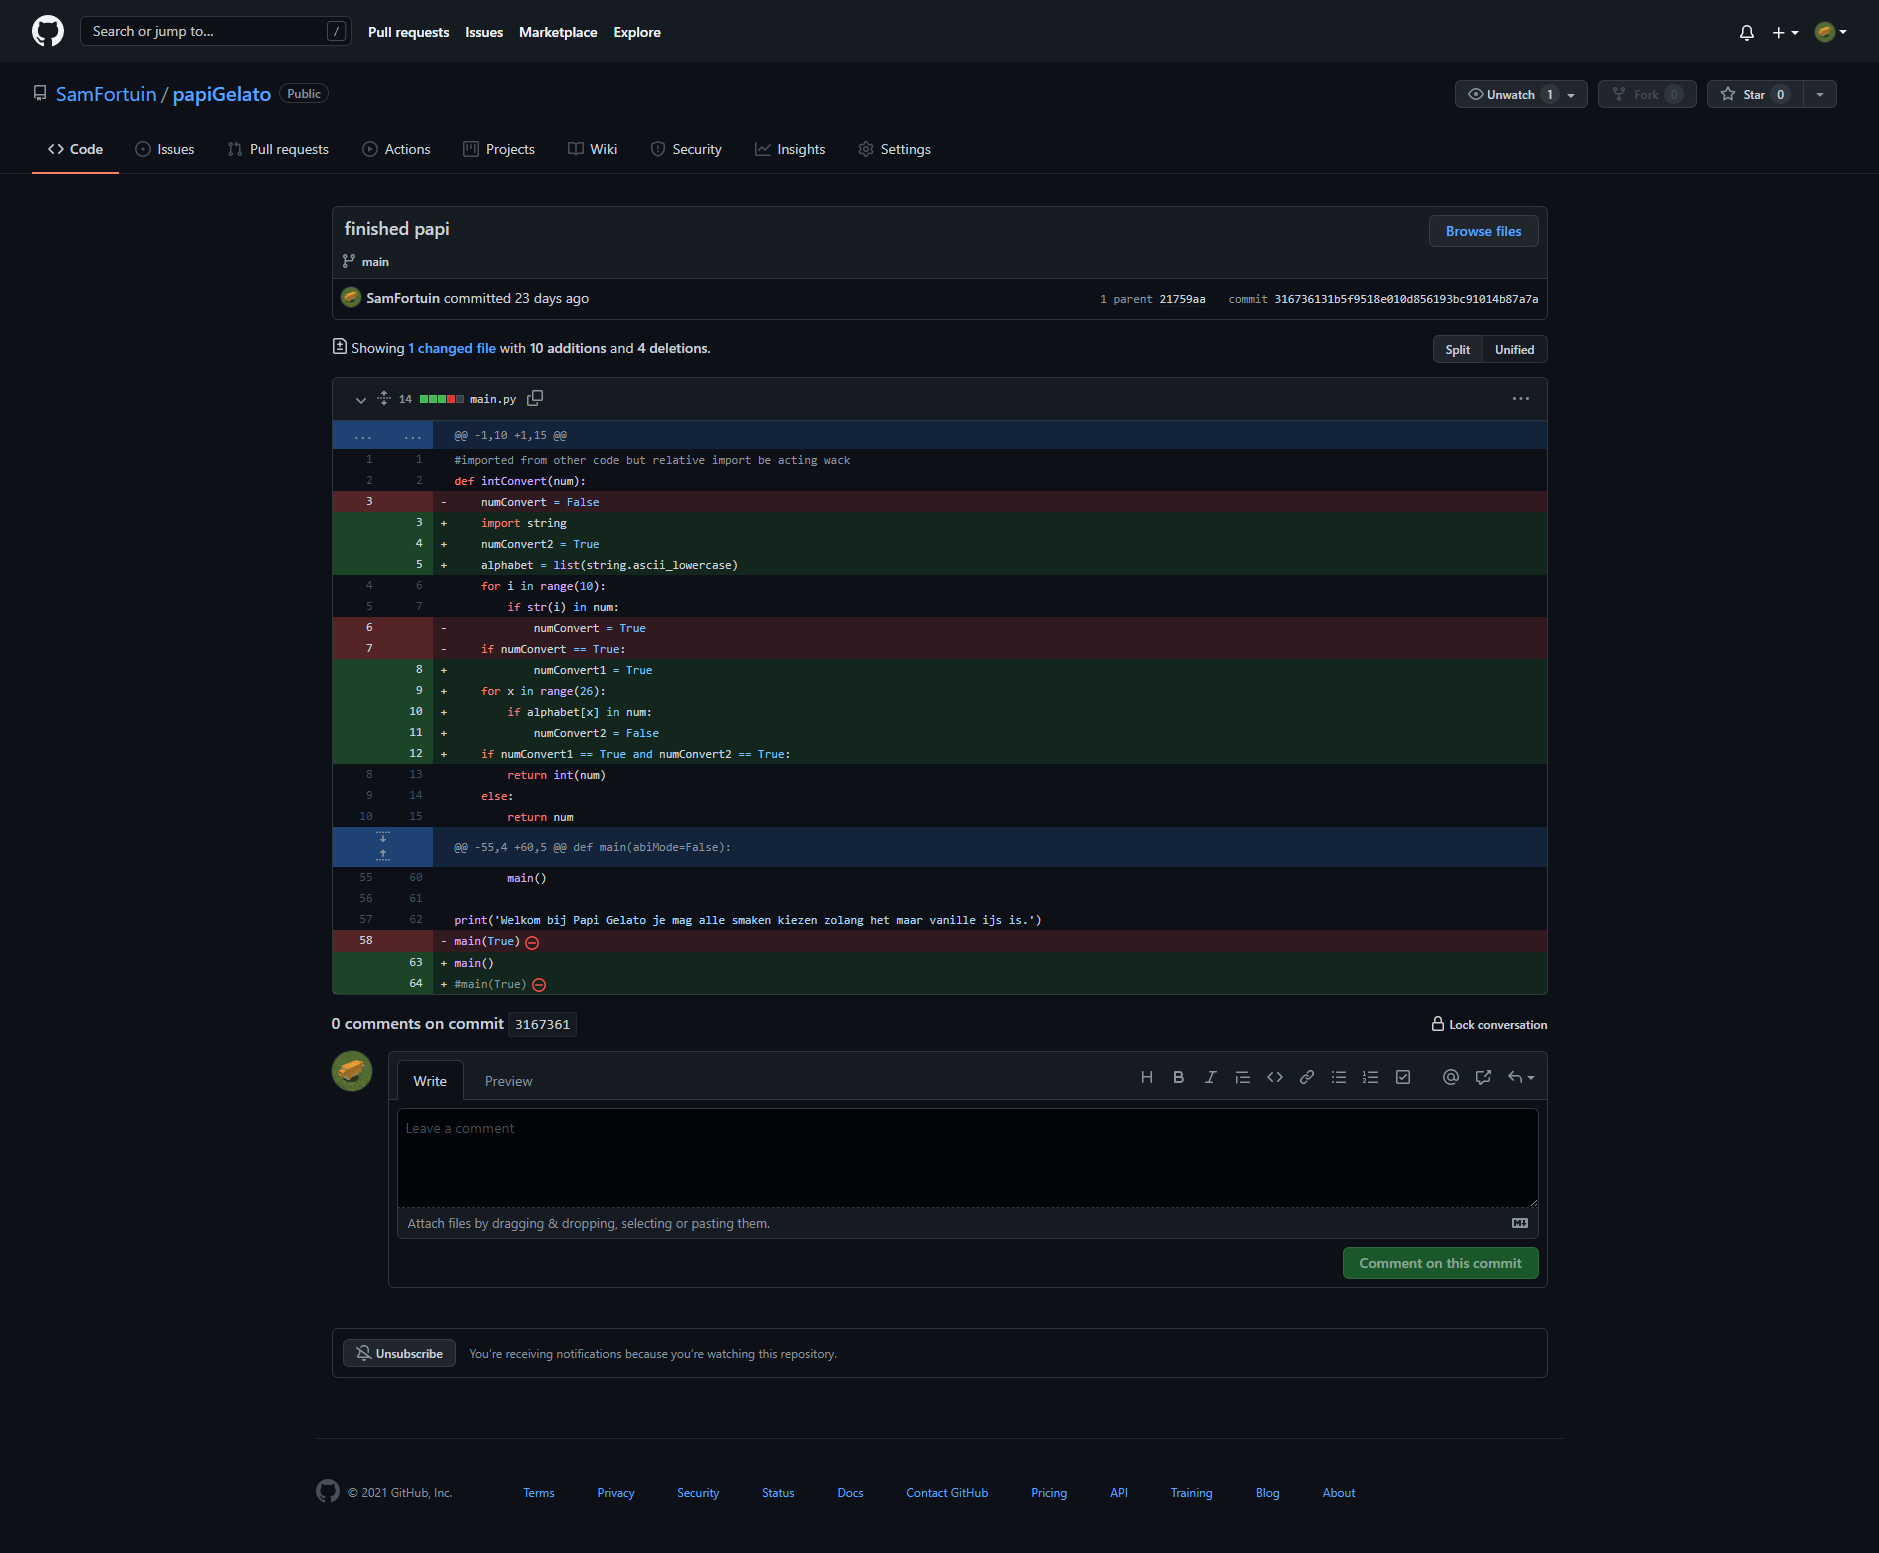 Search or jump to... /
Pull requests Issues Marketplace Explore
SamFortuin / papiGelato Public
Unwatch 1 Fork 0 Star 0
Code Issues Pull requests Actions Projects Wiki Security Insights Settings
finished papi
Browse files
main
SamFortuin committed 23 days ago
1 parent 21759aa commit 316736131b5f9518e010d856193bc91014b87a7a
Showing 1 changed file with 10 additions and 4 deletions.
Split Unified
14 main.py
... ... @@ -1,10 +1,15 @@
1 1 #imported from other code but relative import be acting wack
2 2 def intConvert(num):
3 - numConvert = False
3 + import string
4 + numConvert2 = True
5 + alphabet = list(string.ascii_lowercase)
4 6 for i in range(10):
5 7 if str(i) in num:
6 - numConvert = True
7 - if numConvert == True:
8 + numConvert1 = True
9 + for x in range(26):
10 + if alphabet[x] in num:
11 + numConvert2 = False
12 + if numConvert1 == True and numConvert2 == True:
8 13 return int(num)
9 14 else:
10 15 return num
@@ -55,4 +60,5 @@ def main(abiMode=False):
55 60 main()
56 61
57 62 print('Welkom bij Papi Gelato je mag alle smaken kiezen zolang het maar vanille ijs is.')
58 - main(True)
63 + main()
64 + #main(True)
0 comments on commit 3167361
Lock conversation
Write Preview
Leave a comment
Attach files by dragging & dropping, selecting or pasting them.
Comment on this commit
Unsubscribe You're receiving notifications because you're watching this repository.
© 2021 GitHub, Inc. Terms Privacy Security Status Docs Contact GitHub Pricing API Training Blog About